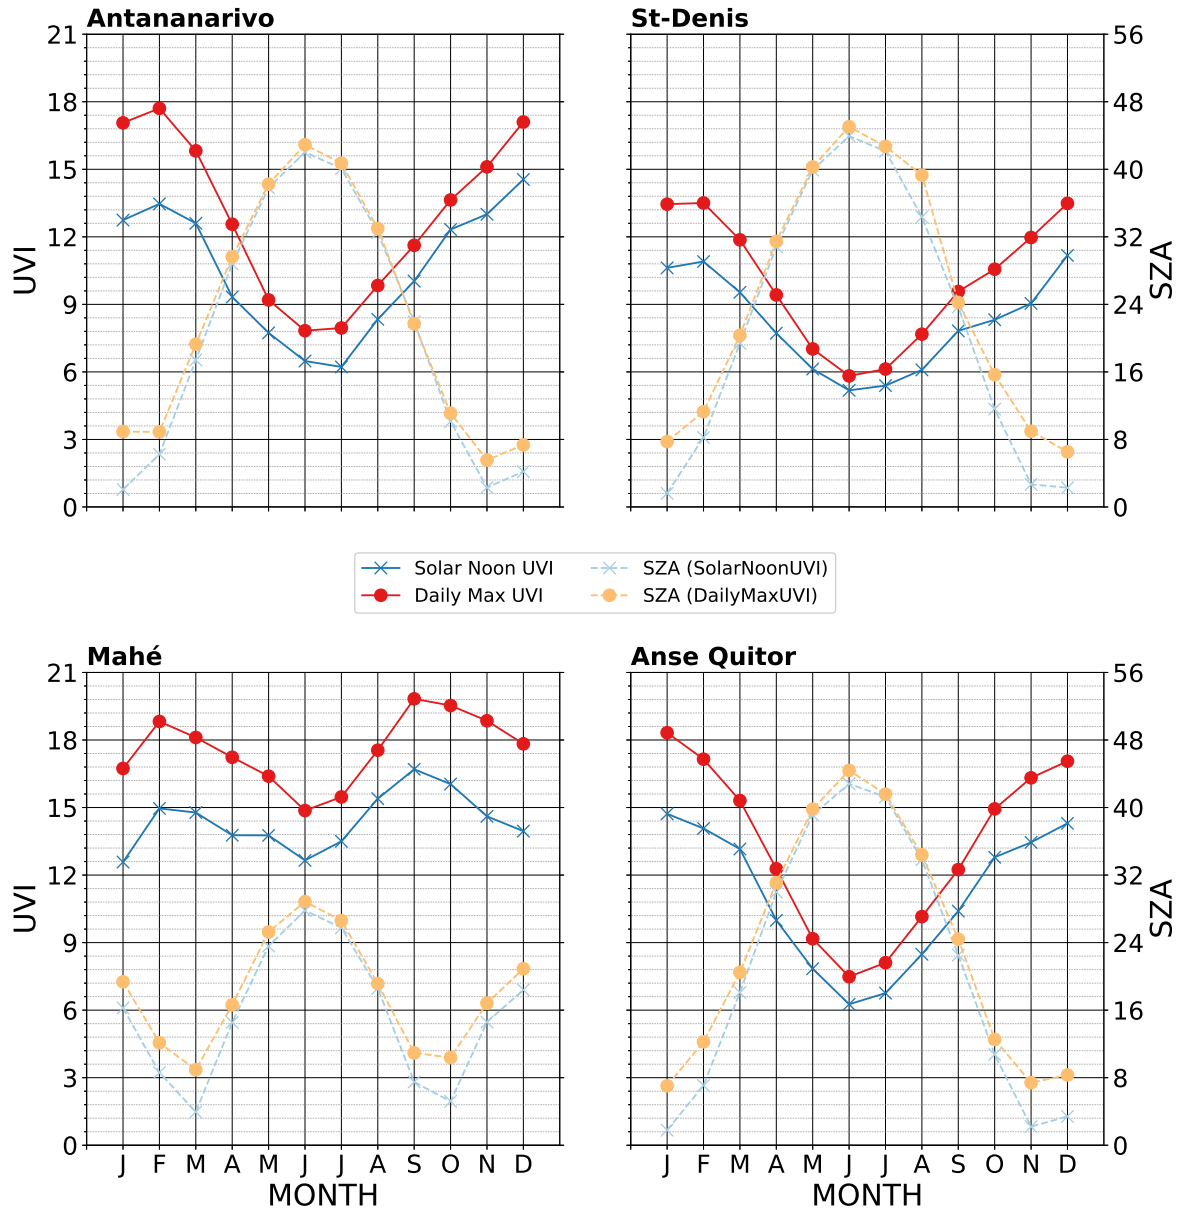 Antananarivo
St-Denis
21
18
15
12
9
6
3
0
UVI
56
48
40
32
24
16
8
0
SZA
Solar Noon UVI
SZA (SolarNoonUVI)
Daily Max UVI
SZA (DailyMaxUVI)
Mahé
Anse Quitor
21
18
15
12
9
6
3
0
UVI
56
48
40
32
24
16
8
0
SZA
J F M A M J J A S O N D
J F M A M J J A S O N D
MONTH
MONTH